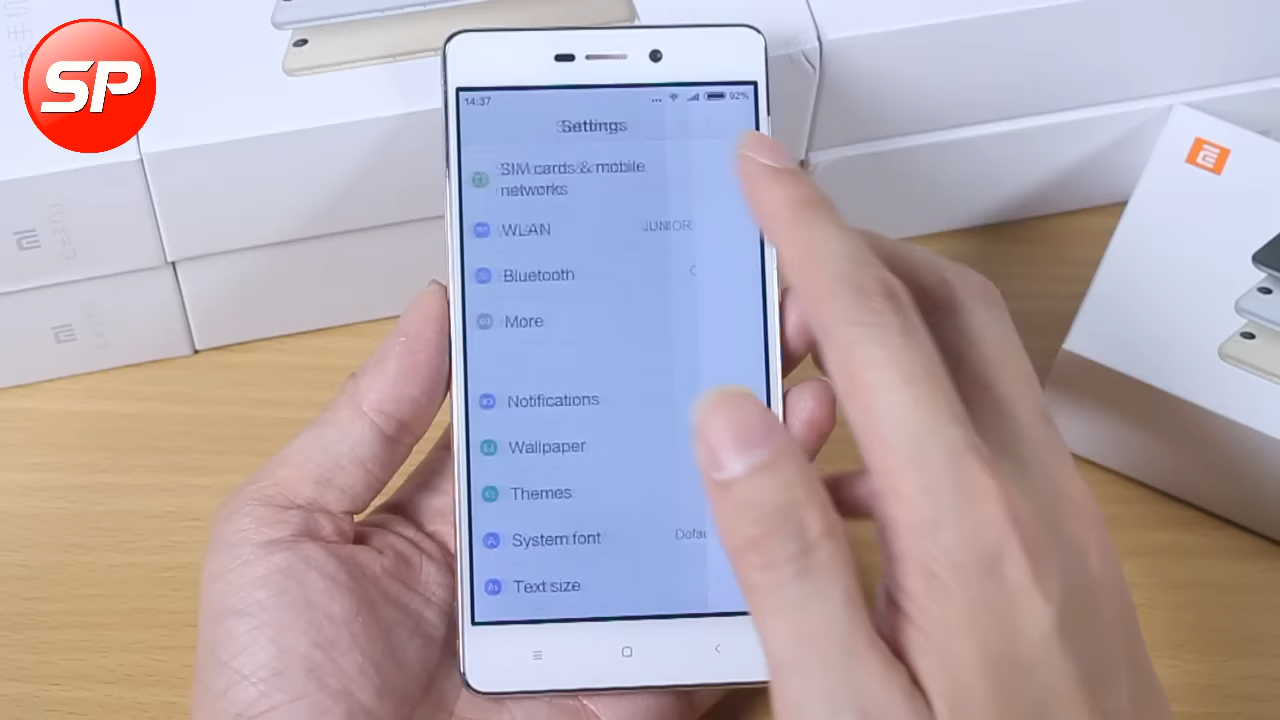 SP
14:37
92%
Settings
SIM cards & mobile
networks
WLAN JUNIOR
Bluetooth
More
Notifications
Wallpaper
Themes
System font
Text size